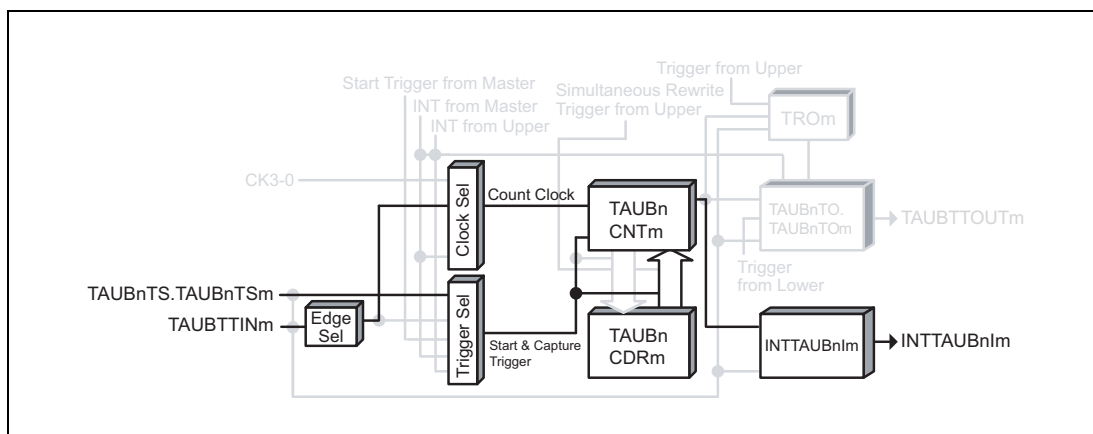 Trigger from Upper
Start Trigger from Master
Simultaneous Rewrite
Trigger from Upper
INT from Master
INT from Upper
TROm
CK3-0
Clock Sel
Count Clock
TAUBn
CNTm
TAUBnTO.
TAUBnTOm
TAUBTTOUTm
Trigger
from Lower
TAUBnTS.TAUBnTSm
TAUBTTINm
Edge
Sel
Trigger Sel
Start & Capture
Trigger
TAUBn
CDRm
INTTAUBnIm
INTTAUBnIm